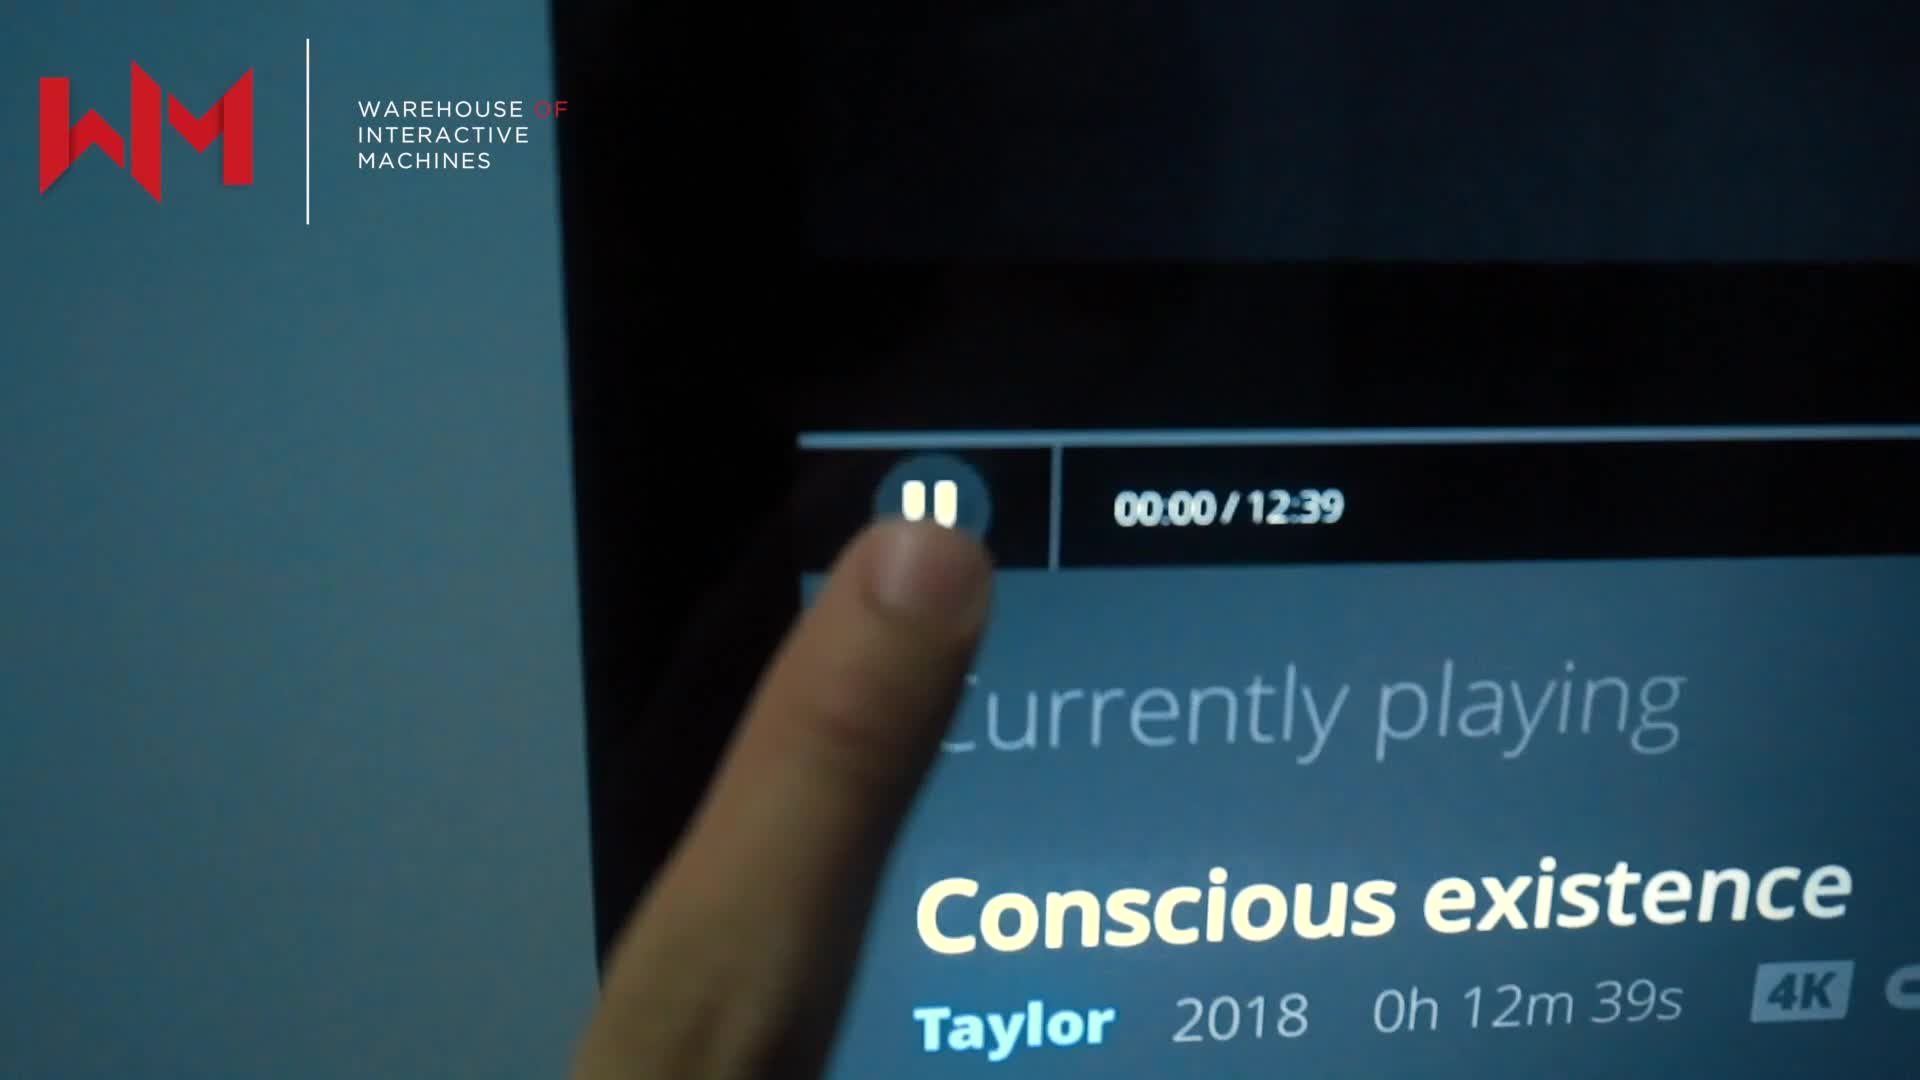 WAREHOUSE OF
INTERACTIVE
MACHINES
00:00 / 12:39
Currently playing
Conscious existence
Taylor 2018 0h 12m 39s 4K